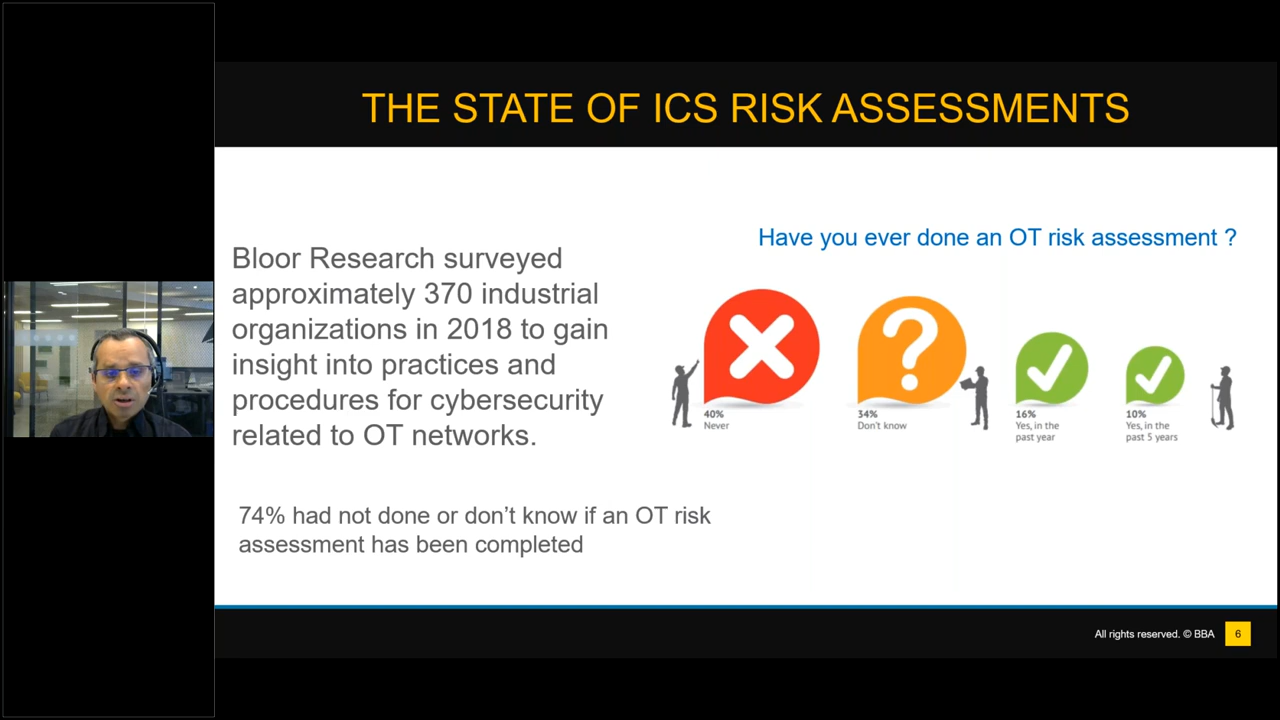 THE STATE OF ICS RISK ASSESSMENTS
Bloor Research surveyed
approximately 370 industrial
organizations in 2018 to gain
insight into practices and
procedures for cybersecurity
related to OT networks.
74% had not done or don’t know if an OT risk
assessment has been completed
Have you ever done an OT risk assessment ?
40%
Never
34%
Don't know
16%
Yes, in the
past year
10%
Yes, in the
past 5 years
All rights reserved. © BBA
6